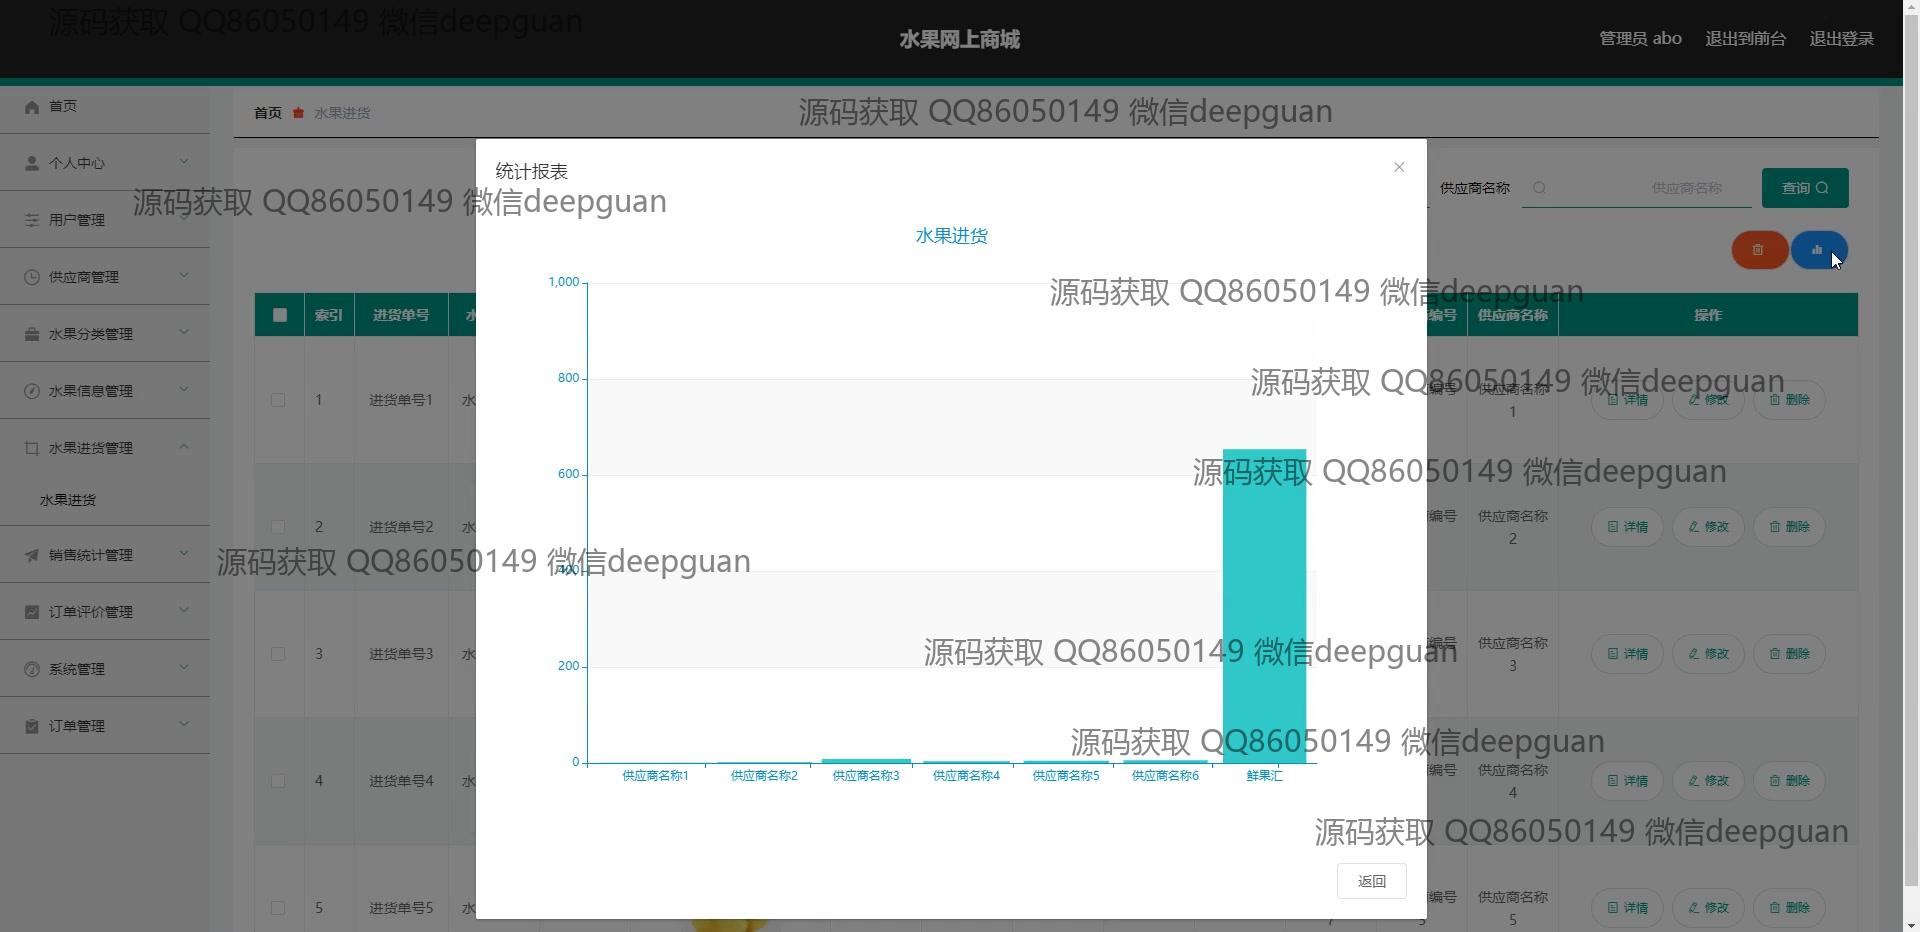 源码获取 QQ86050149 微信deepguan
水果网上商城
管理员 abo 退出到前台 退出登录
首页
个人中心
用户管理
供应商管理
水果分类管理
水果信息管理
水果进货管理
水果进货
销售统计管理
订单评价管理
系统管理
订单管理
首页 水果进货
源码获取 QQ86050149 微信deepguan
源码获取 QQ86050149 微信deepguan
供应商名称 供应商名称 查询
索引 进货单号 水
编号 供应商名称 操作
1 进货单号1 水
编号 供应商名称1 详情 修改 删除
2 进货单号2 水
编号 供应商名称2 详情 修改 删除
3 进货单号3 水
编号 供应商名称3 详情 修改 删除
4 进货单号4 水
编号 供应商名称4 详情 修改 删除
5 进货单号5 水
编号 供应商名称5 详情 修改 删除
统计报表
水果进货
1,000
800
600
400
200
0
供应商名称1 供应商名称2 供应商名称3 供应商名称4 供应商名称5 供应商名称6 鲜果汇
返回
源码获取 QQ86050149 微信deepguan
源码获取 QQ86050149 微信deepguan
源码获取 QQ86050149 微信deepguan
源码获取 QQ86050149 微信deepguan
源码获取 QQ86050149 微信deepguan
源码获取 QQ86050149 微信deepguan
源码获取 QQ86050149 微信deepguan